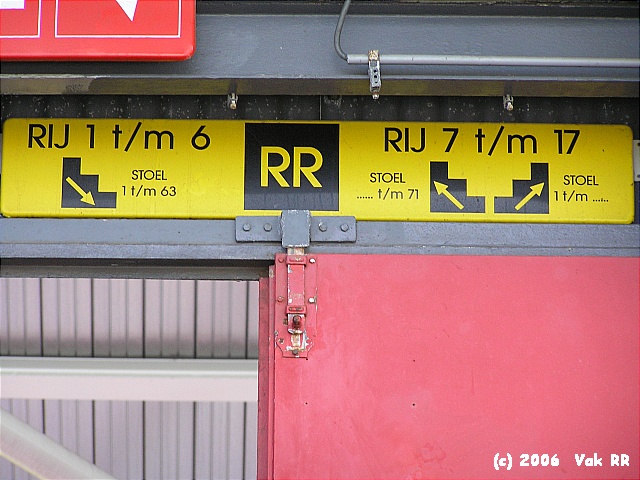 RIJ 1 t/m 6
STOEL
1 t/m 63
RR
RIJ 7 t/m 17
STOEL
...... t/m 71
STOEL
1 t/m ......
(c) 2006 Vak RR